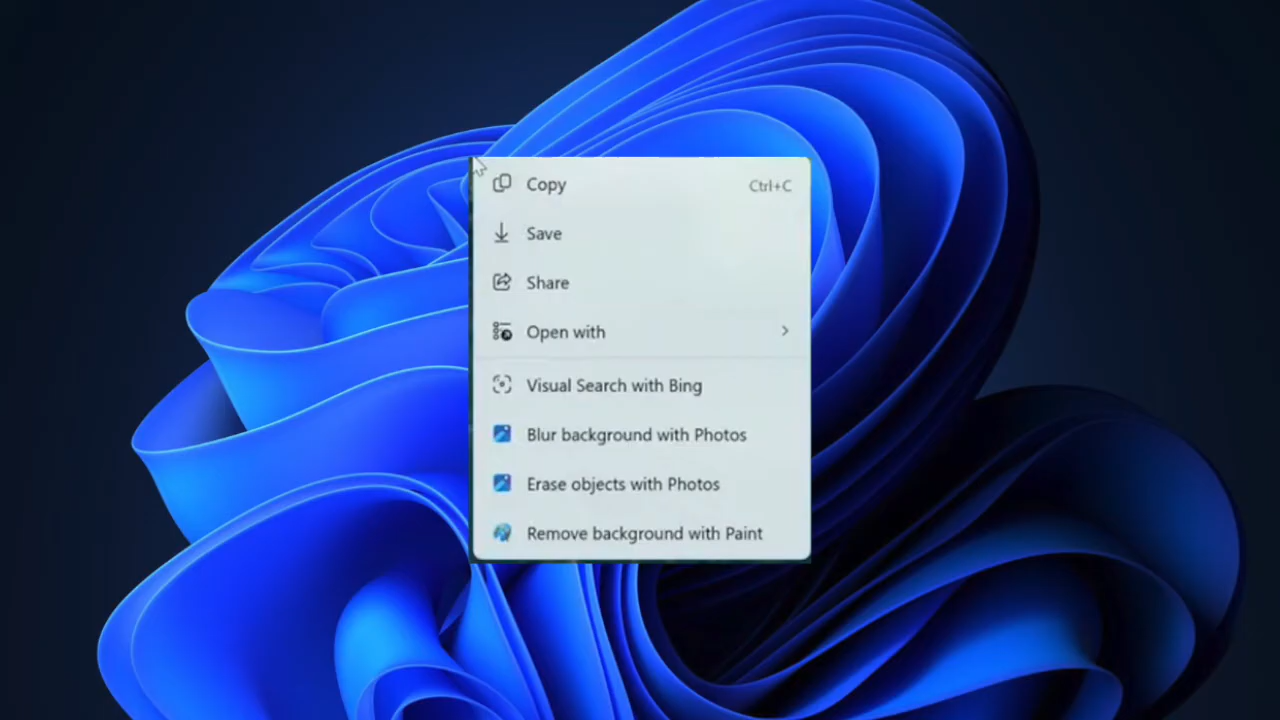 Copy Ctrl+C
Save
Share
Open with
Visual Search with Bing
Blur background with Photos
Erase objects with Photos
Remove background with Paint